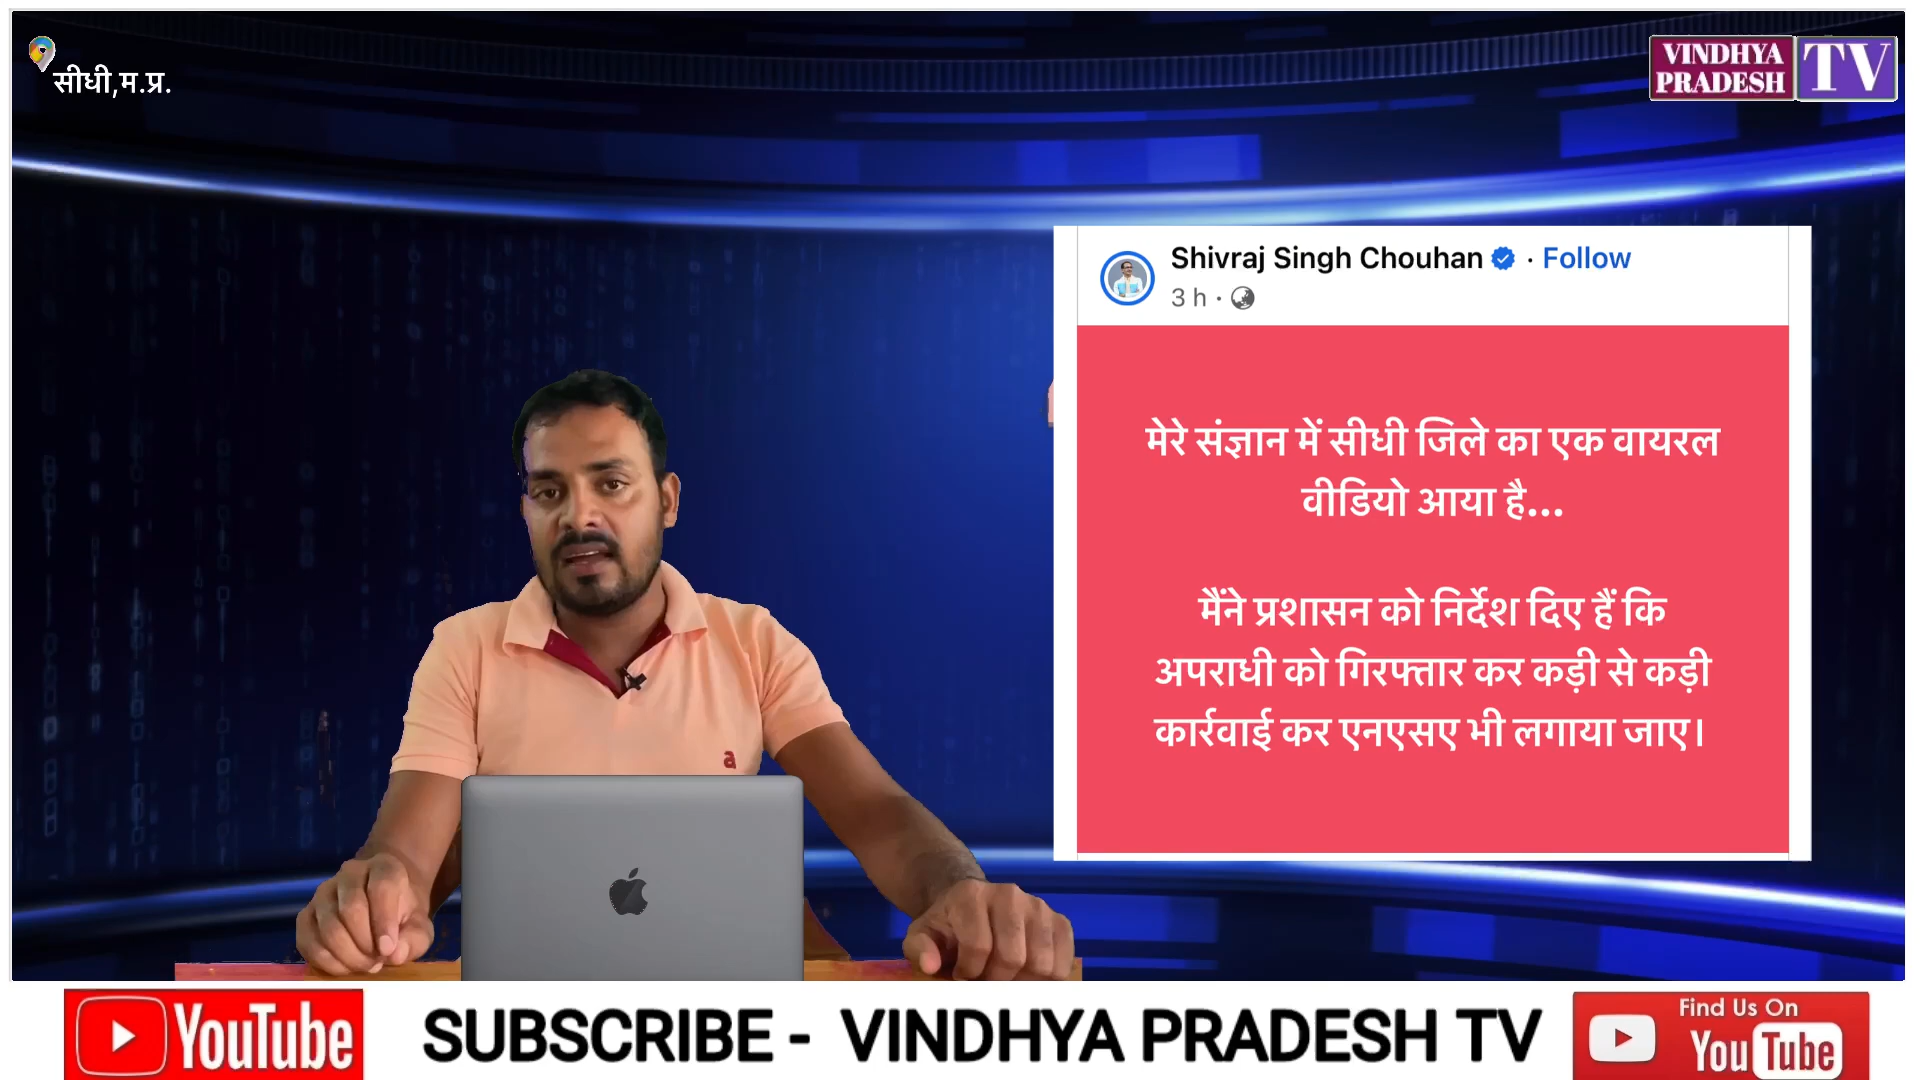 सीधी,म.प्र.
VINDHYA
PRADESH
TV
Shivraj Singh Chouhan · Follow
3 h ·
मेरे संज्ञान में सीधी जिले का एक वायरल
वीडियो आया है...
मैंने प्रशासन को निर्देश दिए हैं कि
अपराधी को गिरफ्तार कर कड़ी से कड़ी
कार्रवाई कर एनएसए भी लगाया जाए।
a
YouTube
SUBSCRIBE - VINDHYA PRADESH TV
Find Us On
YouTube